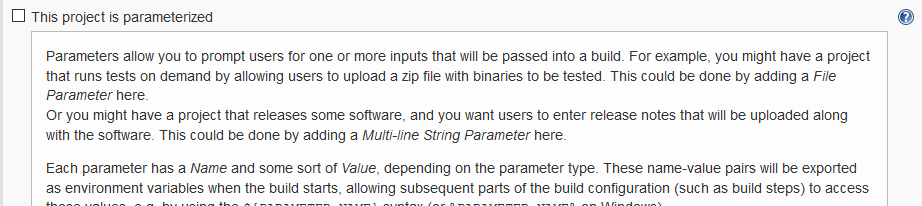 This project is parameterized
Parameters allow you to prompt users for one or more inputs that will be passed into a build. For example, you might have a project
that runs tests on demand by allowing users to upload a zip file with binaries to be tested. This could be done by adding a File
Parameter here.
Or you might have a project that releases some software, and you want users to enter release notes that will be uploaded along
with the software. This could be done by adding a Multi-line String Parameter here.
Each parameter has a Name and some sort of Value, depending on the parameter type. These name-value pairs will be exported
as environment variables when the build starts, allowing subsequent parts of the build configuration (such as build steps) to access
those values, e.g. by using the ${PARAMETER_NAME} syntax (or %PARAMETER_NAME% on Windows).